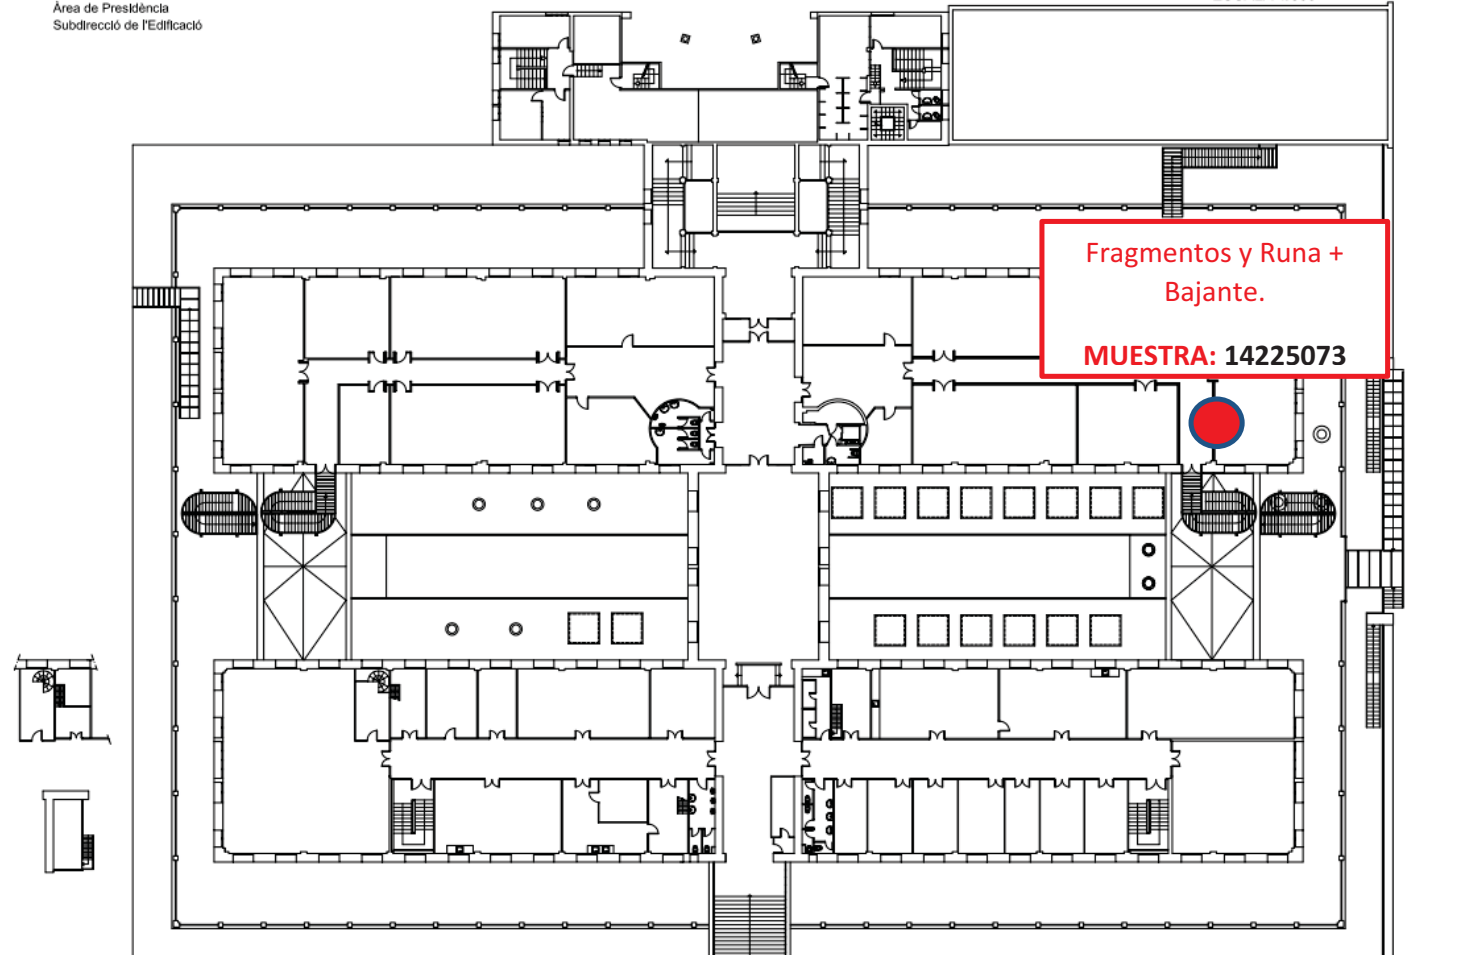 Àrea de Presidència
Subdirecció de l'Edificació
Fragmentos y Runa +
Bajante.
MUESTRA: 14225073